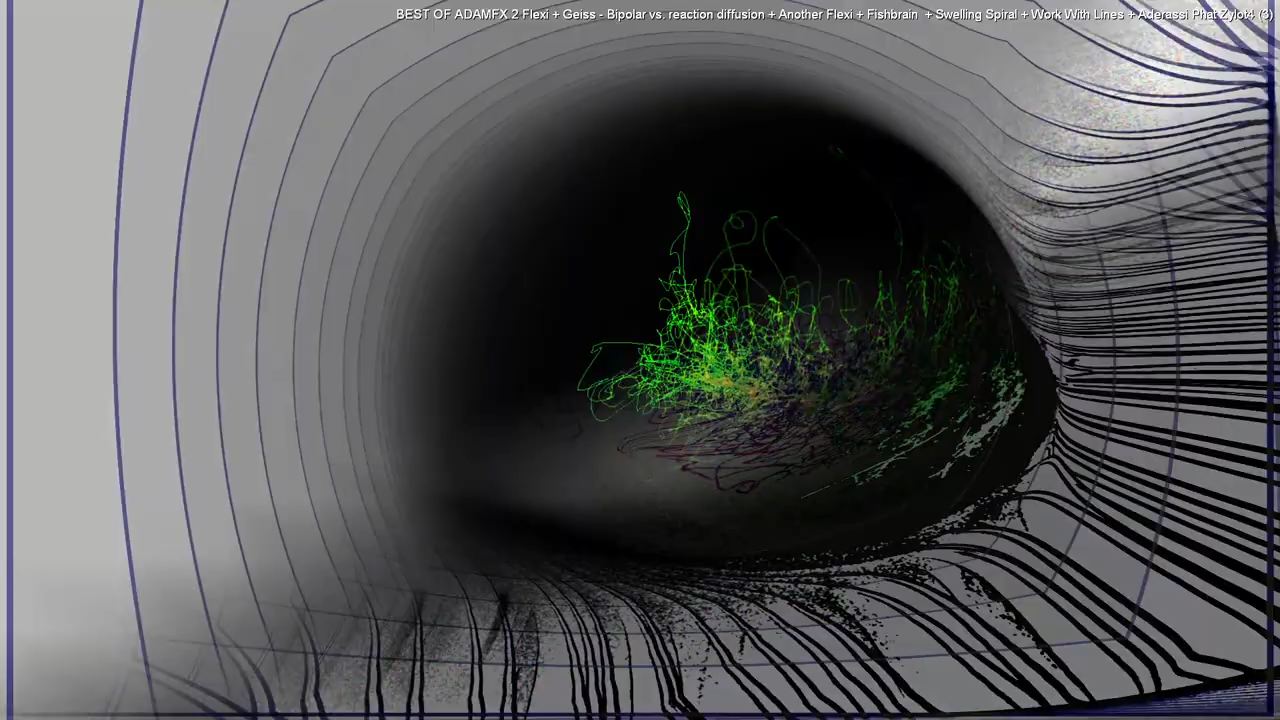 BEST OF ADAMFX 2 Flexi + Geiss - Bipolar vs. reaction diffusion + Another Flexi + Fishbrain  + Swelling Spiral + Work With Lines + Aderassi Phat Zylot4 (3)